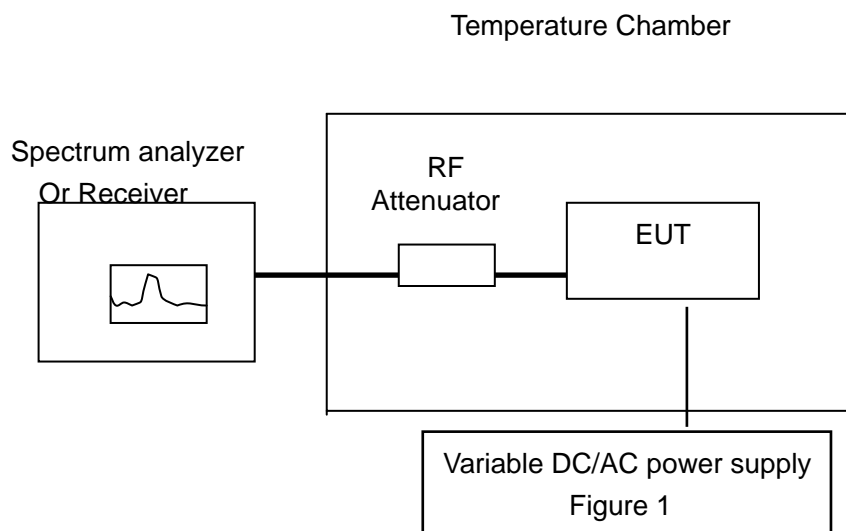 Temperature Chamber
Spectrum analyzer
Or Receiver
RF
Attenuator
EUT
Variable DC/AC power supply
Figure 1